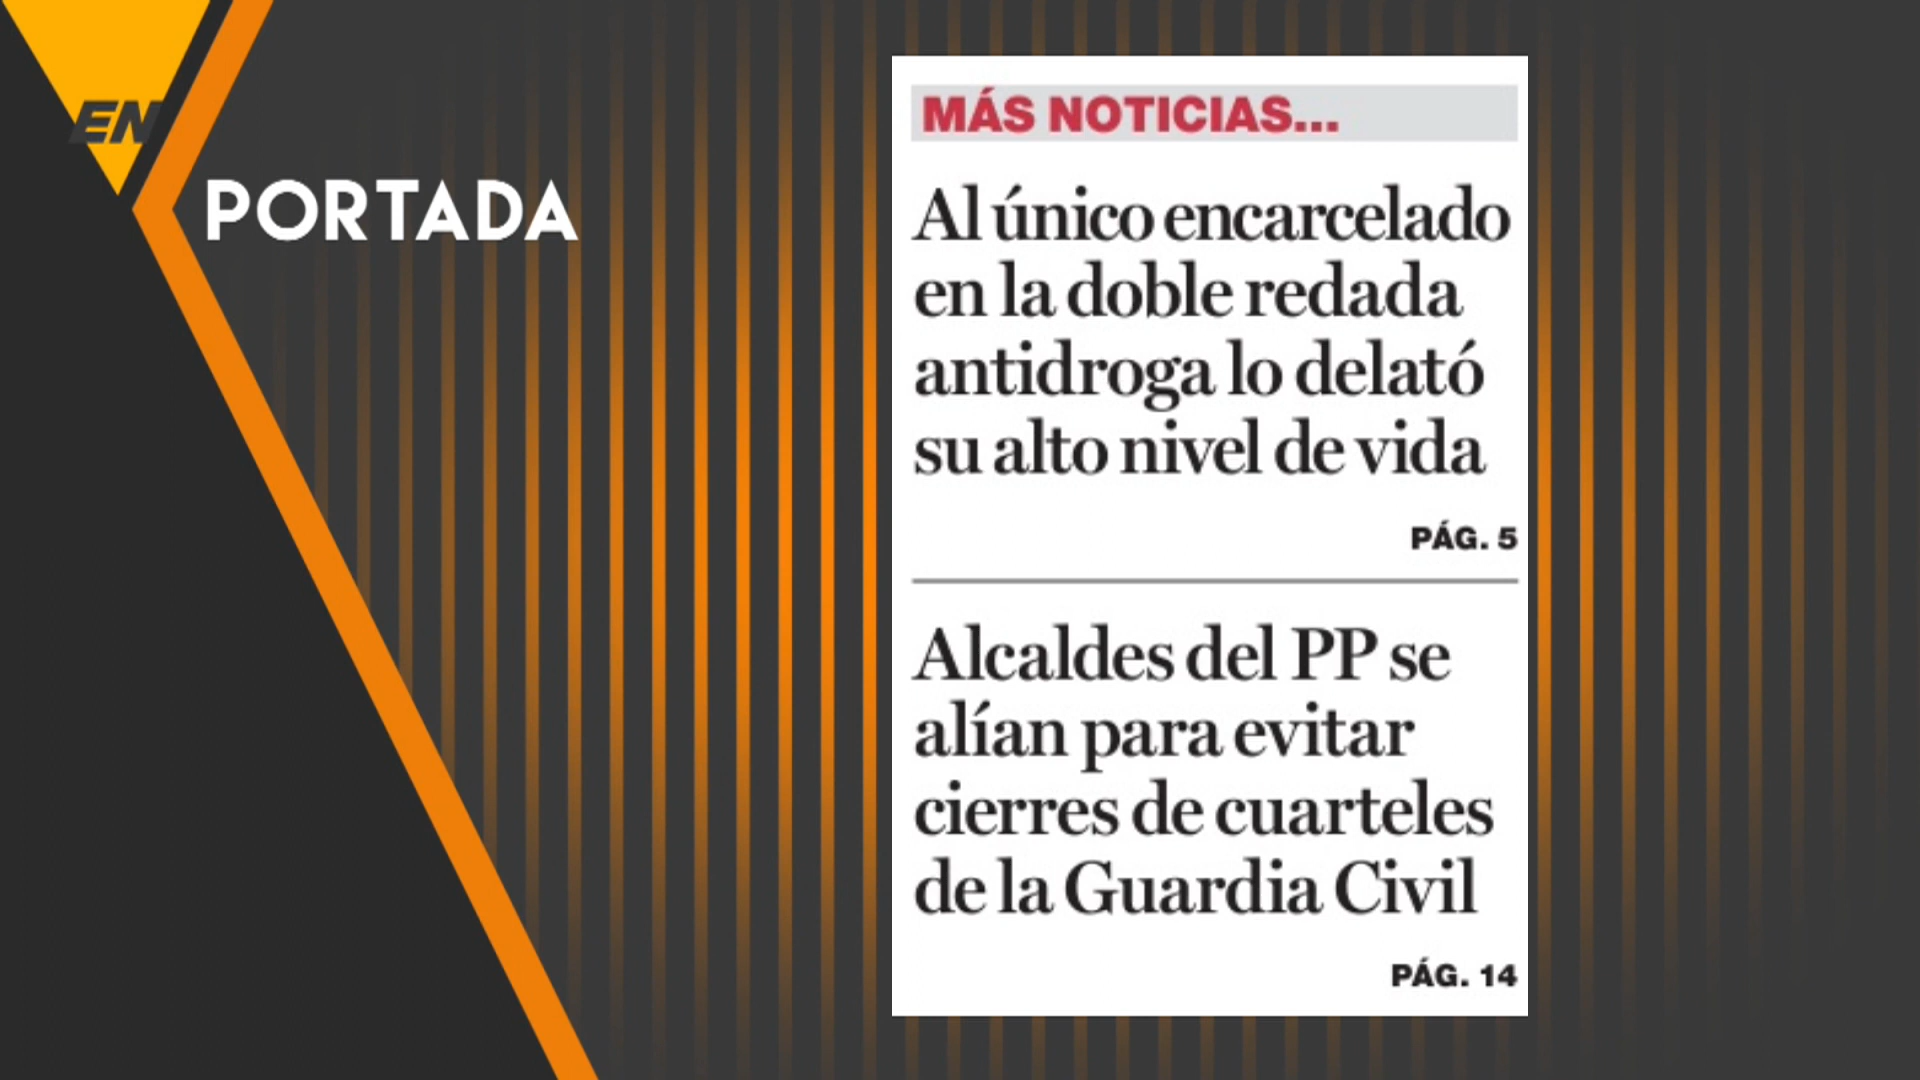 EN
PORTADA
MÁS NOTICIAS...
Al único encarcelado
en la doble redada
antidroga lo delató
su alto nivel de vida
PÁG. 5
Alcaldes del PP se
alían para evitar
cierres de cuarteles
de la Guardia Civil
PÁG. 14